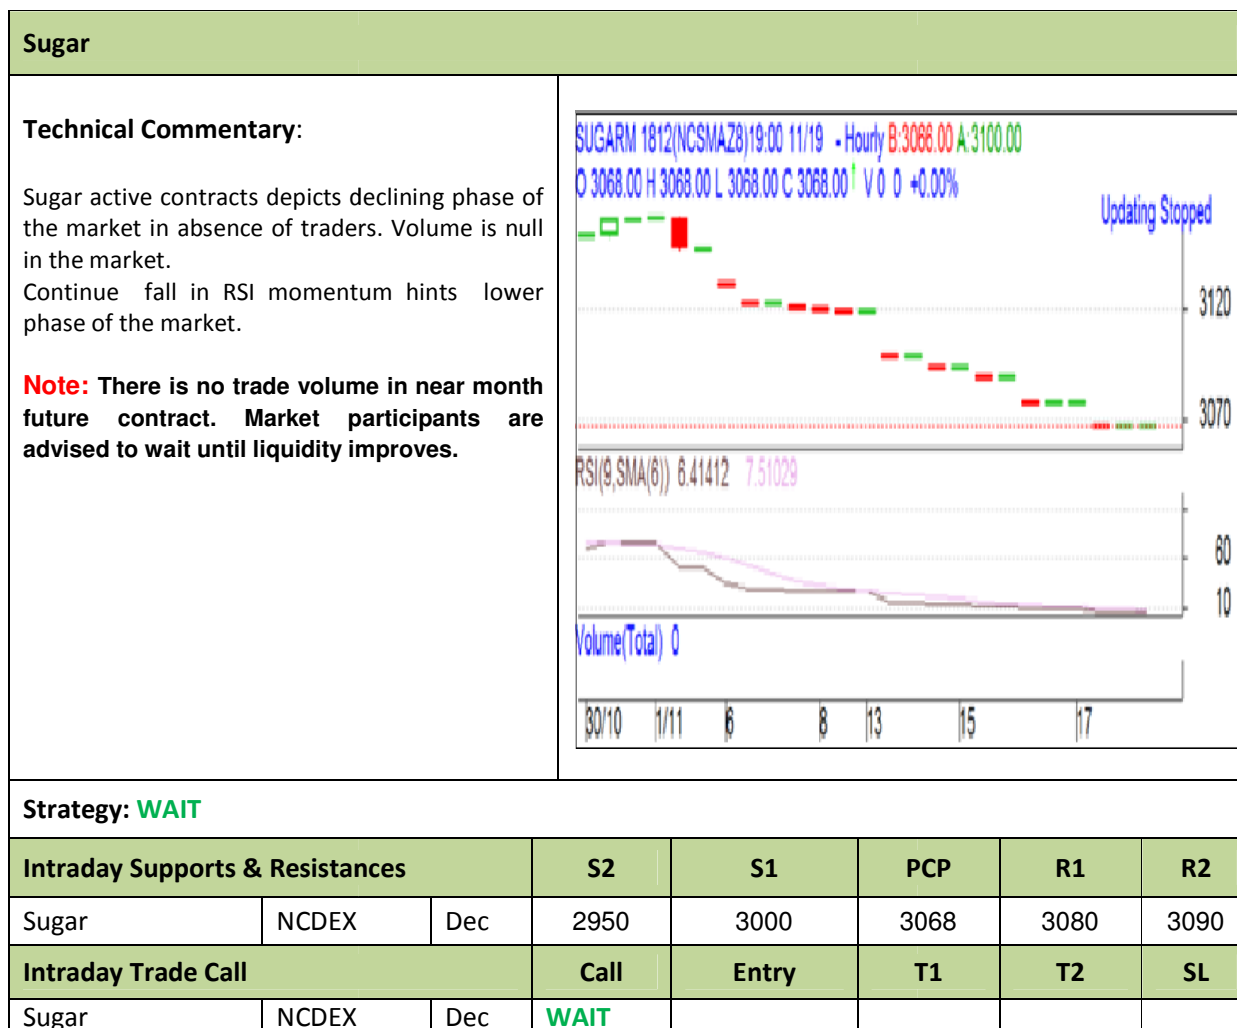 Sugar
Technical Commentary:
Sugar active contracts depicts declining phase of
the market in absence of traders. Volume is null
in the market.
Continue fall in RSI momentum hints lower
phase of the market.
Note: There is no trade volume in near month
future contract. Market participants are
advised to wait until liquidity improves.
SUGARM 1812(NCSMAZ8)19:00 11/19 - Hourly B:3068.00 A:3100.00
O 3068.00 H 3068.00 L 3068.00 C 3068.00 V 0 0 +0.00%
Updating Stopped
3120
3070
RSI(9,SMA(6)) 6.41412 7.51029
60
10
Volume(Total) 0
30/10 1/11 6 8 13 15 17
Strategy: WAIT
Intraday Supports & Resistances S2 S1 PCP R1 R2
Sugar NCDEX Dec 2950 3000 3068 3080 3090
Intraday Trade Call Call Entry T1 T2 SL
Sugar NCDEX Dec WAIT